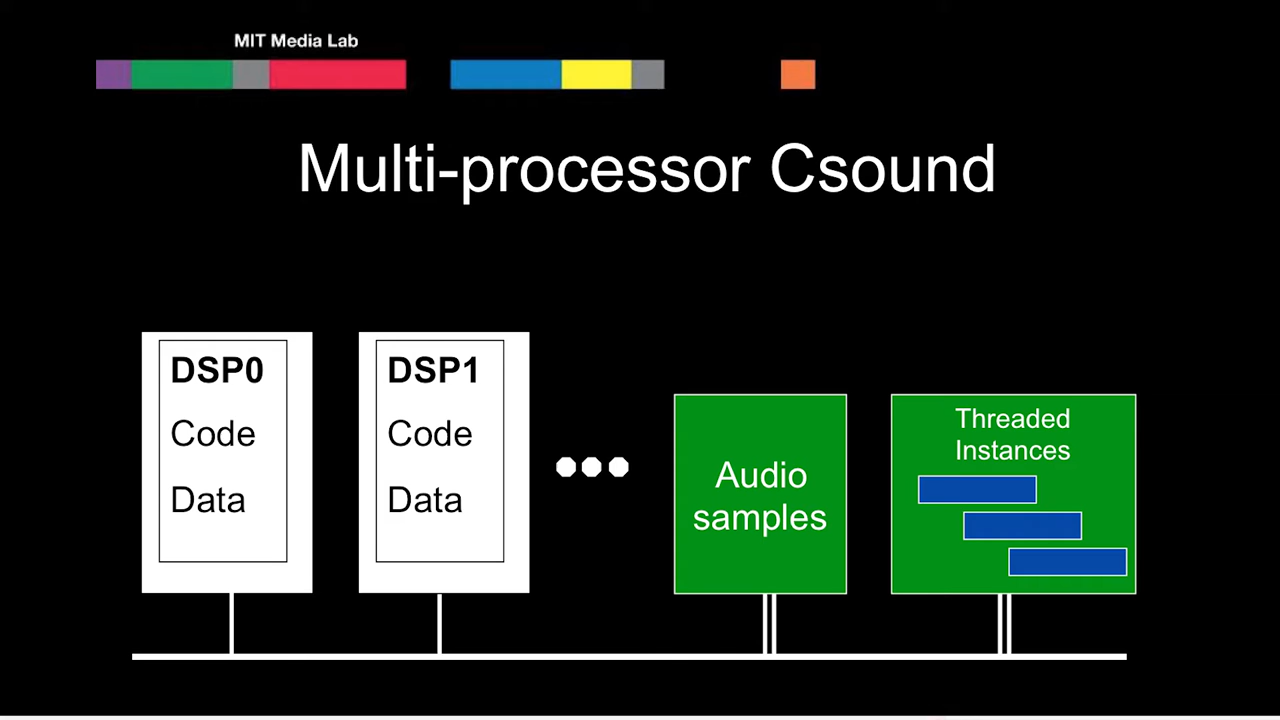 MIT Media Lab
Multi-processor Csound
DSP0
Code
Data
DSP1
Code
Data
Audio
samples
Threaded
Instances